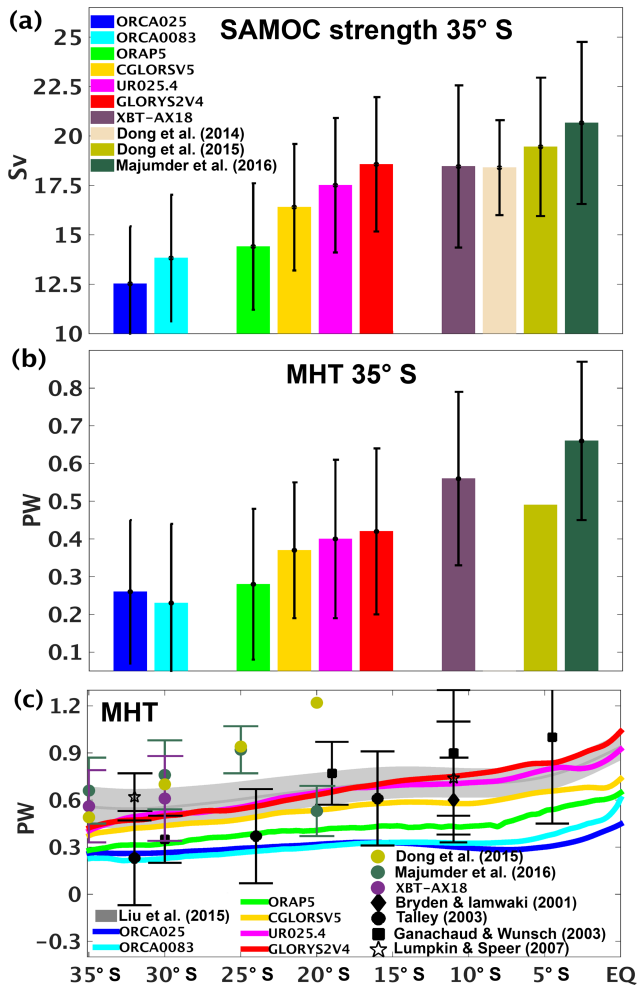 (a)
SAMOC strength 35° S
ORCA025
ORCA0083
ORAP5
CGLORSV5
UR025.4
GLORYS2V4
XBT-AX18
Dong et al. (2014)
Dong et al. (2015)
Majumder et al. (2016)
Sv
25
22.5
20
17.5
15
12.5
10
(b)
MHT 35° S
PW
0.8
0.7
0.6
0.5
0.4
0.3
0.2
0.1
(c)
MHT
PW
1.2
0.9
0.6
0.3
0
-0.3
Dong et al. (2015)
Majumder et al. (2016)
XBT-AX18
Bryden & Iamwaki (2001)
Talley (2003)
Ganachaud & Wunsch (2003)
Lumpkin & Speer (2007)
Liu et al. (2015)
ORCA025
ORCA0083
ORAP5
CGLORSV5
UR025.4
GLORYS2V4
35° S 30° S 25° S 20° S 15° S 10° S 5° S EQ